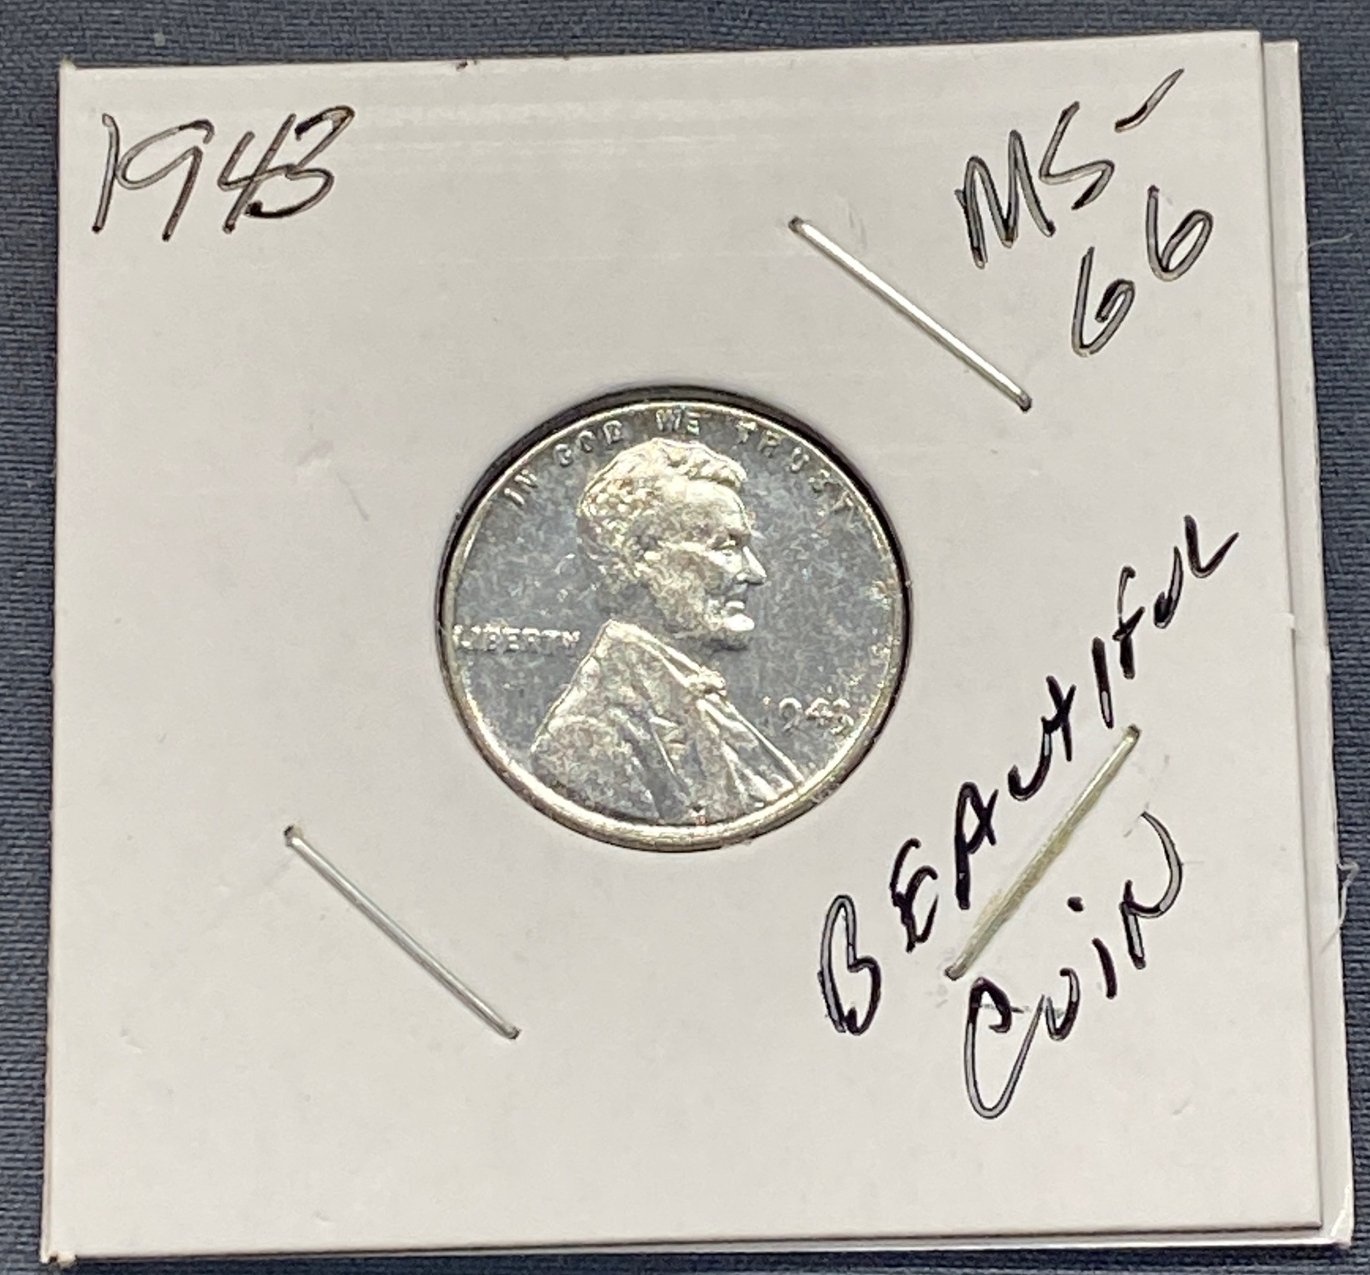 1943
MS-
66
IN GOD WE TRUST
LIBERTY
1943
BEAUtifuL
COiN